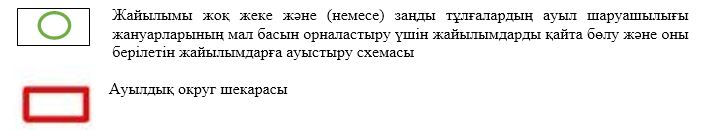 Жайылымы жоқ жеке және (немесе) заңды тұлғалардың ауыл шаруашылығы
жануарларының мал басын орналастыру үшін жайылымдарды қайта бөлу және оны
берілетін жайылымдарға ауыстыру схемасы
Ауылдық округ шекарасы